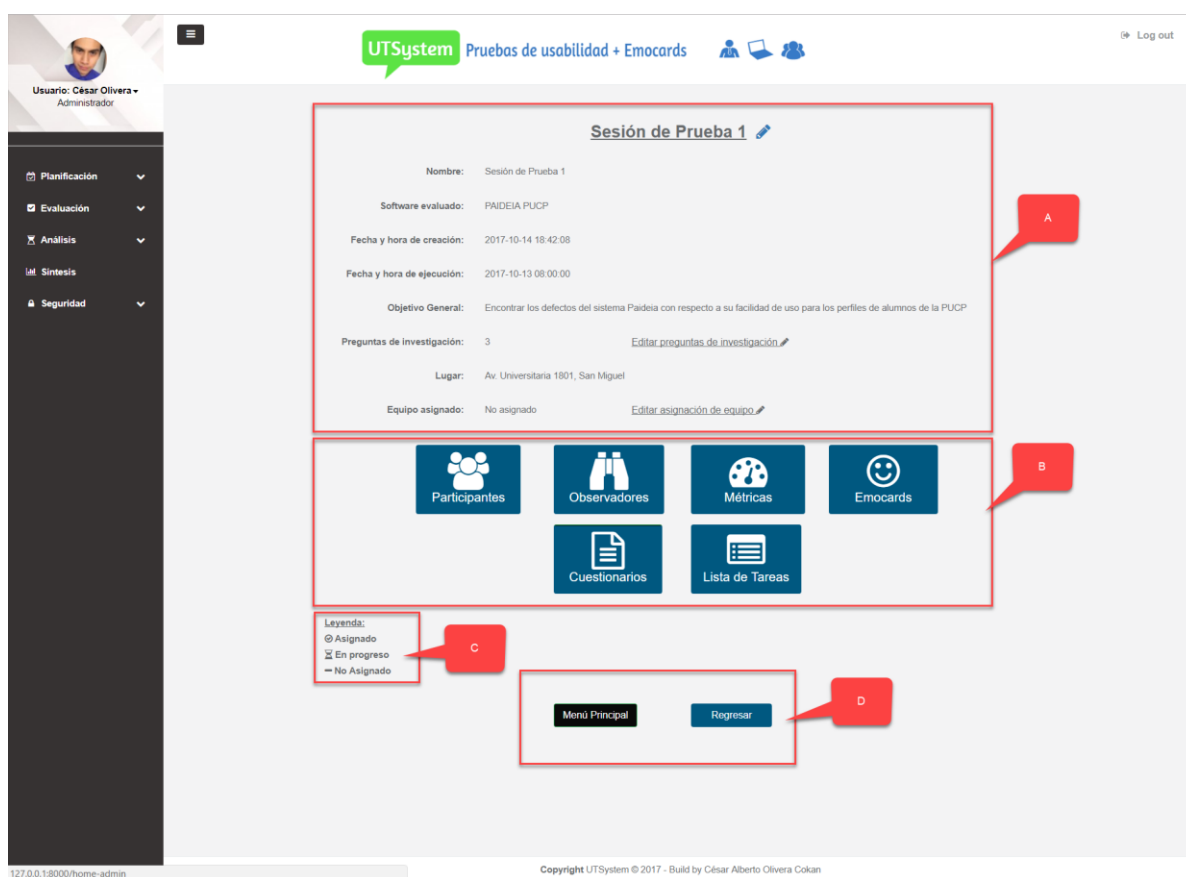 UTSystem Pruebas de usabilidad + Emocards
Log out
Usuario: César Olivera
Administrador
Planificación
Evaluación
Análisis
Síntesis
Seguridad
Sesión de Prueba 1
Nombre: Sesión de Prueba 1
Software evaluado: PAIDEIA PUCP
Fecha y hora de creación: 2017-10-14 18:42:08
Fecha y hora de ejecución: 2017-10-13 08:00:00
Objetivo General: Encontrar los defectos del sistema Paideia con respecto a su facilidad de uso para los perfiles de alumnos de la PUCP
Preguntas de investigación: 3 Editar preguntas de investigación
Lugar: Av. Universitaria 1801, San Miguel
Equipo asignado: No asignado Editar asignación de equipo
A
Participantes Observadores Métricas Emocards
Cuestionarios Lista de Tareas
B
Leyenda:
Asignado
En progreso
No Asignado
C
Menú Principal Regresar
D
127.0.0.1:8000/home-admin
Copyright UTSystem © 2017 - Build by César Alberto Olivera Cokan